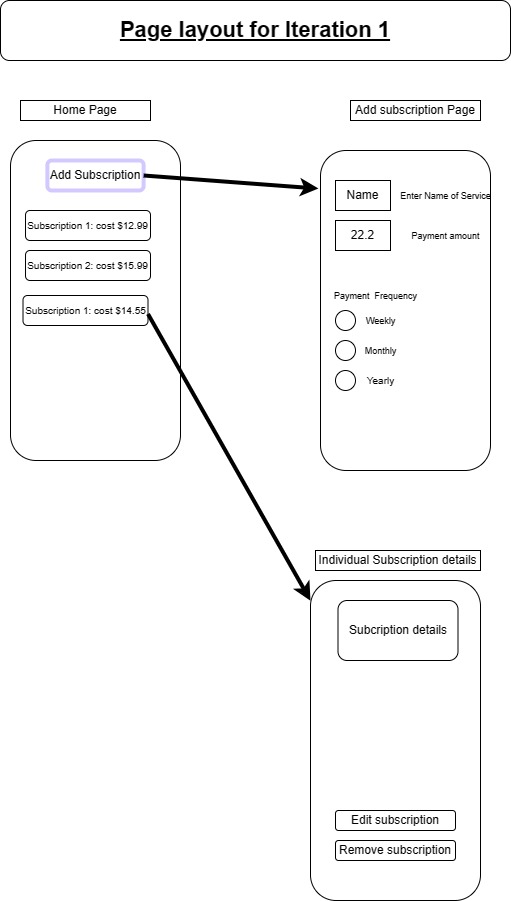 Page layout for Iteration 1
Home Page
Add subscription Page
Add Subscription
Subscription 1: cost $12.99
Subscription 2: cost $15.99
Subscription 1: cost $14.55
Name
Enter Name of Service
22.2
Payment amount
Payment Frequency
Weekly
Monthly
Yearly
Individual Subscription details
Subcription details
Edit subscription
Remove subscription